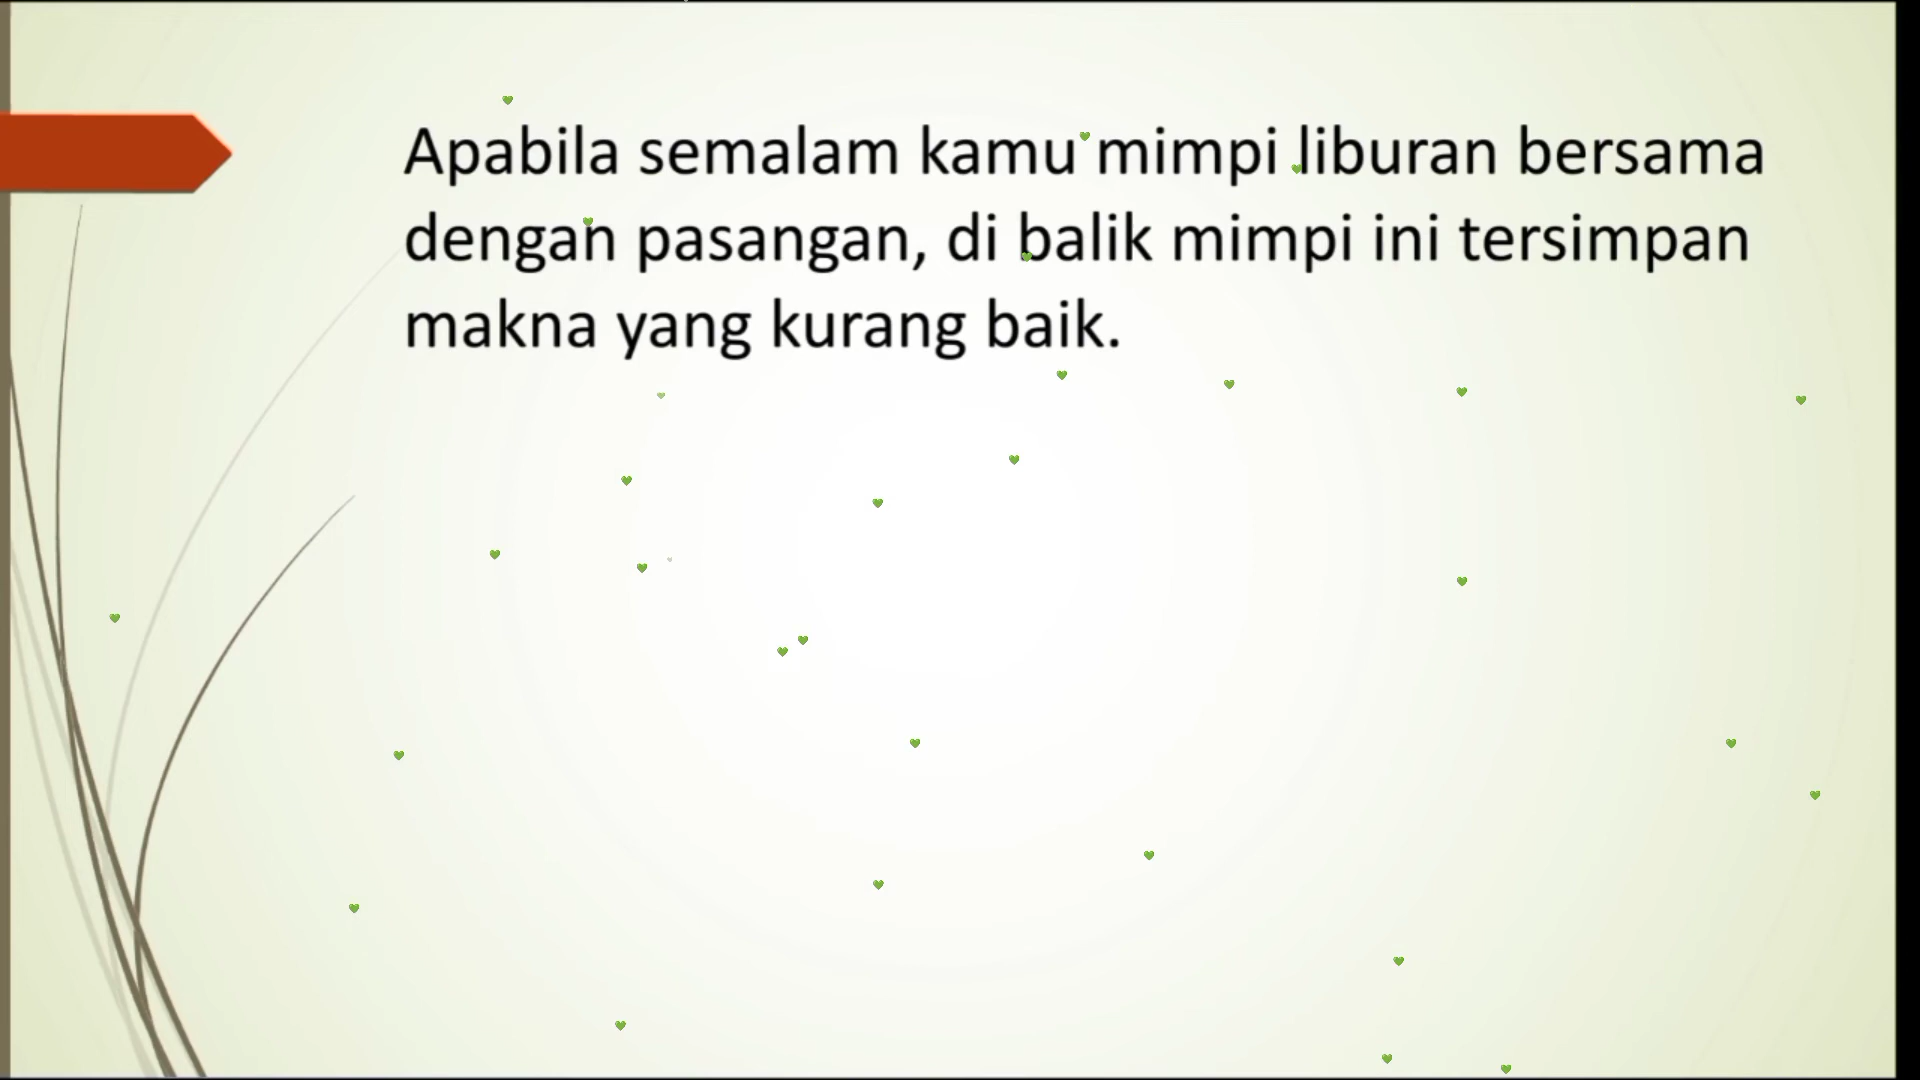 Apabila semalam kamu mimpi liburan bersama
dengan pasangan, di balik mimpi ini tersimpan
makna yang kurang baik.